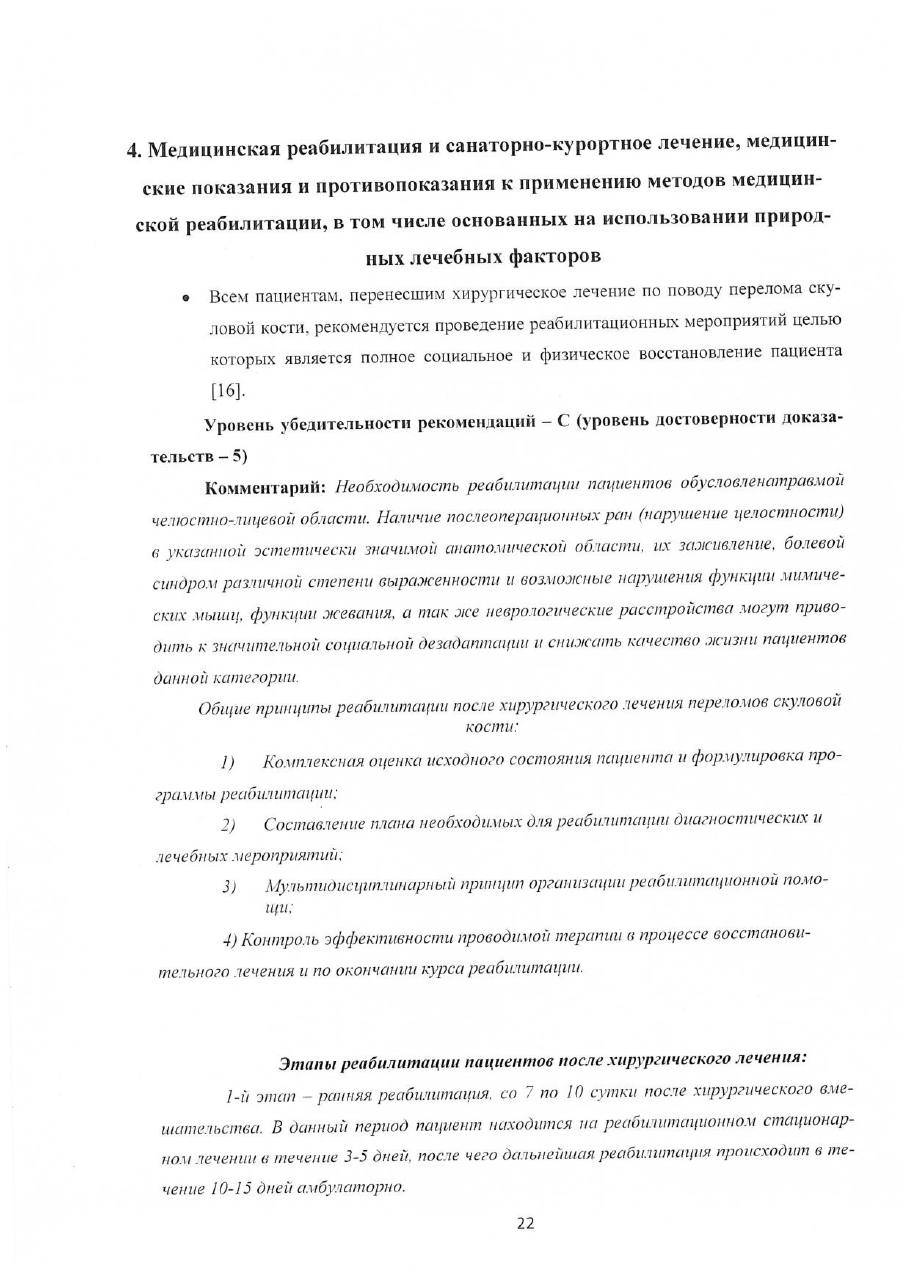 4. Медицинская реабилитация и санаторно-курортное лечение, медицин-
ские показания и противопоказания к применению методов медицин-
ской реабилитации, в том числе основанных на использовании природ-
ных лечебных факторов
• Всем пациентам, перенесшим хирургическое лечение по поводу перелома ску-
ловой кости, рекомендуется проведение реабилитационных мероприятий целью
которых является полное социальное и физическое восстановление пациента
[16].
Уровень убедительности рекомендаций – С (уровень достоверности доказа-
тельств – 5)
Комментарий: Необходимость реабилитации пациентов обусловленатравмой
челюстно-лицевой области. Наличие послеоперационных ран (нарушение целостности)
в указанной эстетически значимой анатомической области, их заживление, болевой
синдром различной степени выраженности и возможные нарушения функции мимиче-
ских мышц, функции жевания, а так же неврологические расстройства могут приво-
дить к значительной социальной дезадаптации и снижать качество жизни пациентов
данной категории.
Общие принципы реабилитации после хирургического лечения переломов скуловой
кости:
1) Комплексная оценка исходного состояния пациента и формулировка про-
граммы реабилитации;
2) Составление плана необходимых для реабилитации диагностических и
лечебных мероприятий;
3) Мультидисциплинарный принцип организации реабилитационной помо-
щи;
4) Контроль эффективности проводимой терапии в процессе восстанови-
тельного лечения и по окончании курса реабилитации.
Этапы реабилитации пациентов после хирургического лечения:
1-й этап – ранняя реабилитация, со 7 по 10 сутки после хирургического вме-
шательства. В данный период пациент находится на реабилитационном стационар-
ном лечении в течение 3-5 дней, после чего дальнейшая реабилитация происходит в те-
чение 10-15 дней амбулаторно.
22